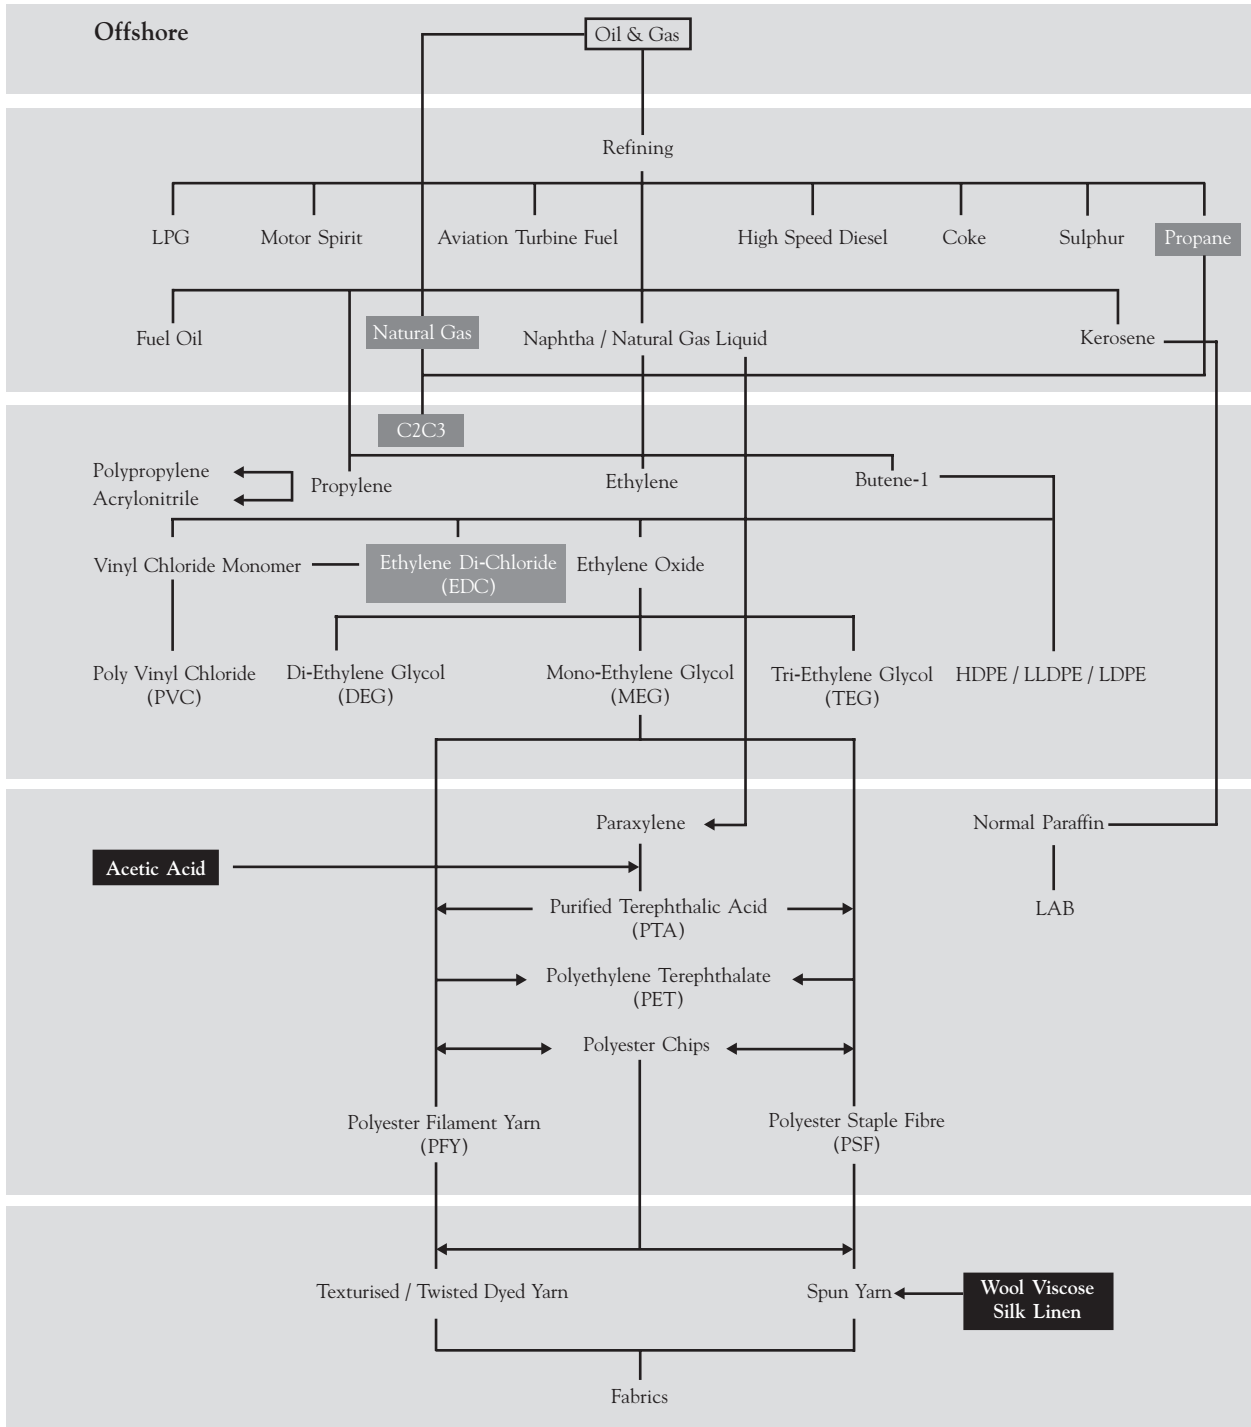 Offshore
Oil & Gas
Refining
LPG
Motor Spirit
Aviation Turbine Fuel
High Speed Diesel
Coke
Sulphur
Propane
Fuel Oil
Natural Gas
Naphtha / Natural Gas Liquid
Kerosene
C2C3
Polypropylene
Acrylonitrile
Propylene
Ethylene
Butene-1
Vinyl Chloride Monomer
Ethylene Di-Chloride
(EDC)
Ethylene Oxide
Poly Vinyl Chloride
(PVC)
Di-Ethylene Glycol
(DEG)
Mono-Ethylene Glycol
(MEG)
Tri-Ethylene Glycol
(TEG)
HDPE / LLDPE / LDPE
Paraxylene
Normal Paraffin
Acetic Acid
Purified Terephthalic Acid
(PTA)
LAB
Polyethylene Terephthalate
(PET)
Polyester Chips
Polyester Filament Yarn
(PFY)
Polyester Staple Fibre
(PSF)
Texturised / Twisted Dyed Yarn
Spun Yarn
Wool Viscose
Silk Linen
Fabrics